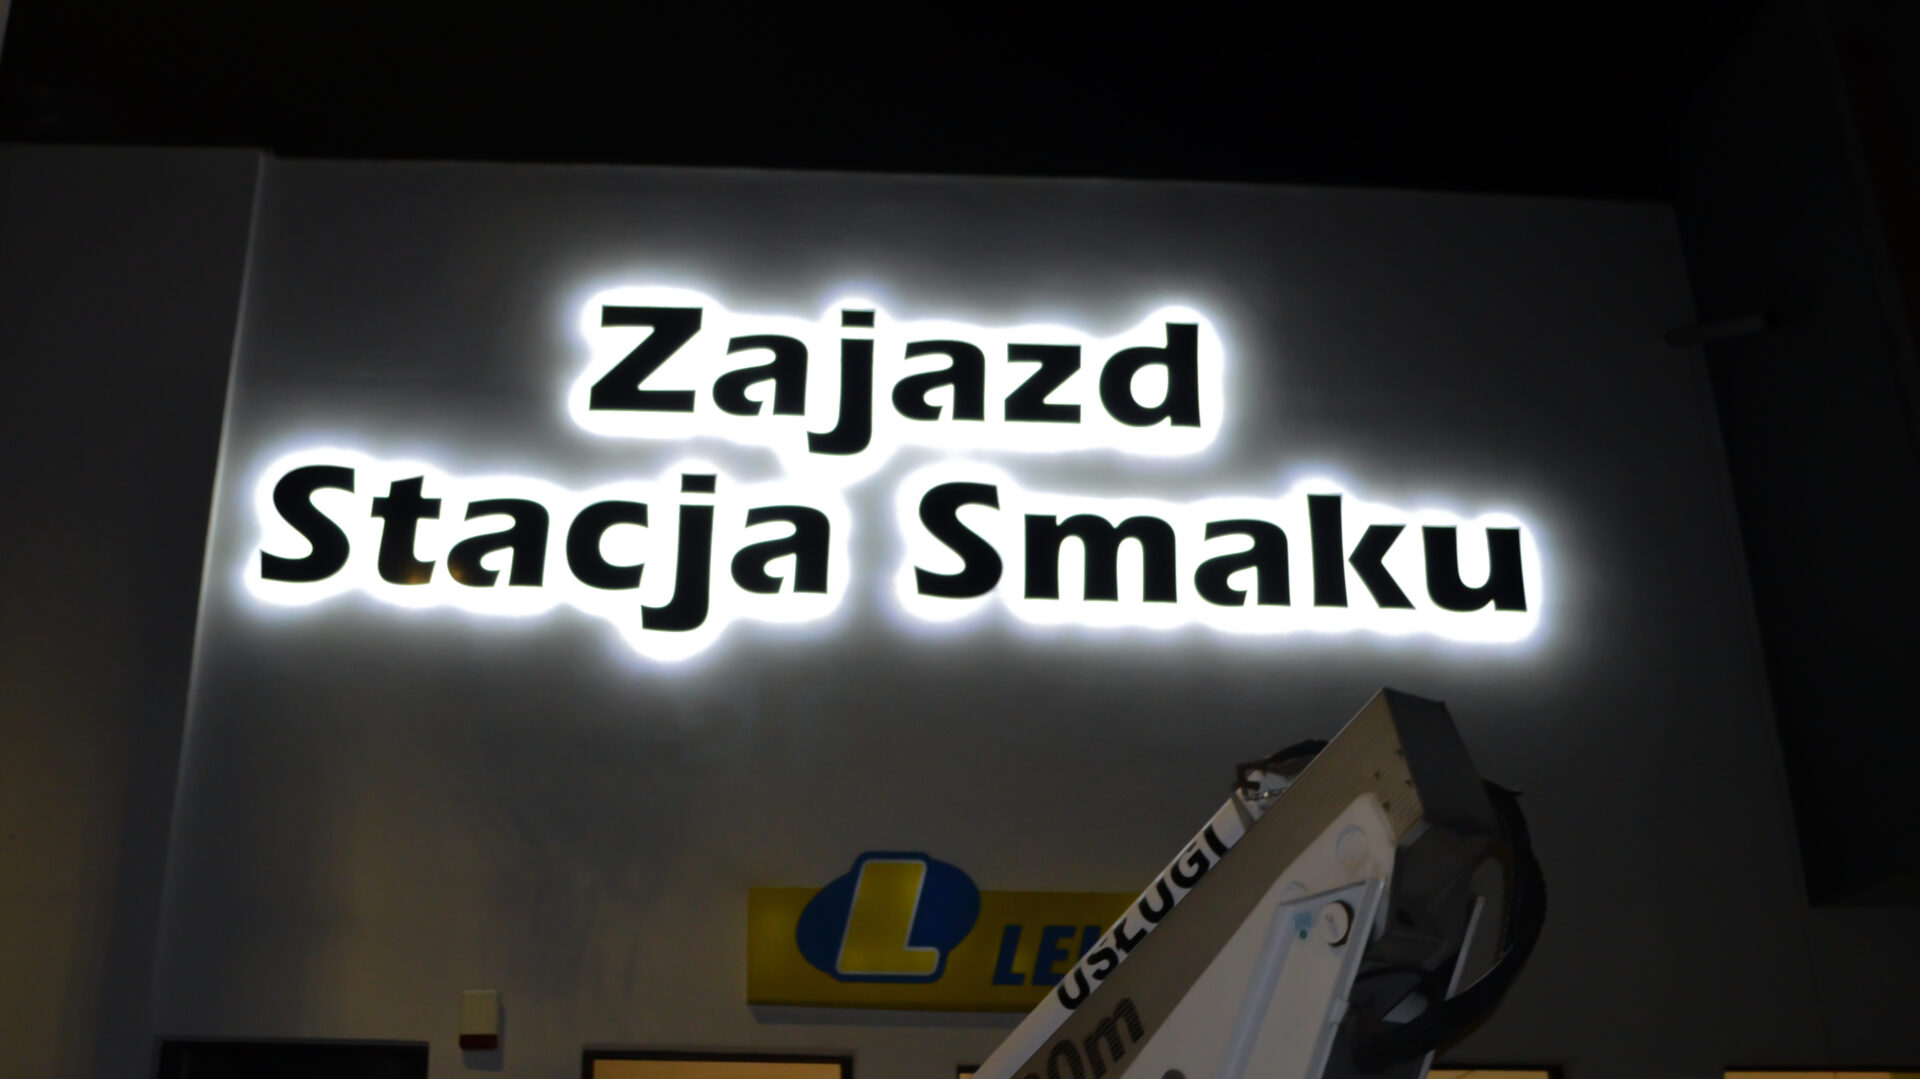 Zajazd
Stacja Smaku
L
USŁUGI